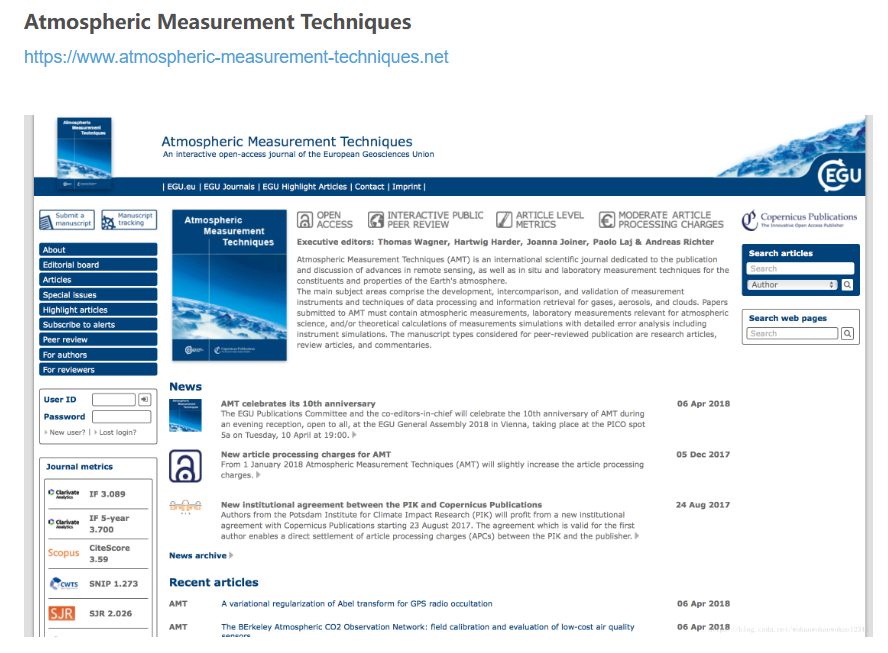 Atmospheric Measurement Techniques
https://www.atmospheric-measurement-techniques.net
Atmospheric
Measurement
Techniques
Atmospheric Measurement Techniques
An interactive open-access journal of the European Geosciences Union
EGU
| EGU.eu | EGU Journals | EGU Highlight Articles | Contact | Imprint |
Submit a
manuscript
Manuscript
tracking
About
Editorial board
Articles
Special issues
Highlight articles
Subscribe to alerts
Peer review
For authors
For reviewers
User ID
Password
New user? | Lost login?
Journal metrics
Clarivate
Analytics
IF 3.089
Clarivate
Analytics
IF 5-year
3.700
Scopus
CiteScore
3.59
CWTS
SNIP 1.273
SJR
SJR 2.026
Atmospheric
Measurement
Techniques
OPEN
ACCESS
INTERACTIVE PUBLIC
PEER REVIEW
ARTICLE LEVEL
METRICS
MODERATE ARTICLE
PROCESSING CHARGES
Executive editors: Thomas Wagner, Hartwig Harder, Joanna Joiner, Paolo Laj & Andreas Richter
Atmospheric Measurement Techniques (AMT) is an international scientific journal dedicated to the publication
and discussion of advances in remote sensing, as well as in situ and laboratory measurement techniques for the
constituents and properties of the Earth's atmosphere.
The main subject areas comprise the development, intercomparison, and validation of measurement
instruments and techniques of data processing and information retrieval for gases, aerosols, and clouds. Papers
submitted to AMT must contain atmospheric measurements, laboratory measurements relevant for atmospheric
science, and/or theoretical calculations of measurements simulations with detailed error analysis including
instrument simulations. The manuscript types considered for peer-reviewed publication are research articles,
review articles, and commentaries.
News
Atmospheric
Measurement
Techniques
AMT celebrates its 10th anniversary
06 Apr 2018
The EGU Publications Committee and the co-editors-in-chief will celebrate the 10th anniversary of AMT during
an evening reception, open to all, at the EGU General Assembly 2018 in Vienna, taking place at the PICO spot
5a on Tuesday, 10 April at 19:00.
New article processing charges for AMT
05 Dec 2017
From 1 January 2018 Atmospheric Measurement Techniques (AMT) will slightly increase the article processing
charges.
New institutional agreement between the PIK and Copernicus Publications
24 Aug 2017
Authors from the Potsdam Institute for Climate Impact Research (PIK) will profit from a new institutional
agreement with Copernicus Publications starting 23 August 2017. The agreement which is valid for the first
author enables a direct settlement of article processing charges (APCs) between the PIK and the publisher.
News archive
Recent articles
AMT
A variational regularization of Abel transform for GPS radio occultation
06 Apr 2018
AMT
The BErkeley Atmospheric CO2 Observation Network: field calibration and evaluation of low-cost air quality
sensors
06 Apr 2018
Copernicus Publications
The Innovative Open Access Publisher
Search articles
Search
Author
Search web pages
Search